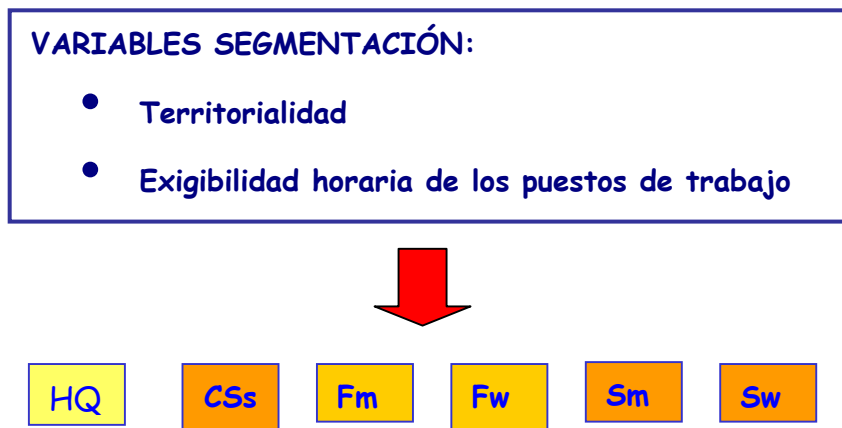 VARIABLES SEGMENTACIÓN:
• Territorialidad
• Exigibilidad horaria de los puestos de trabajo
HQ CSs Fm Fw Sm Sw